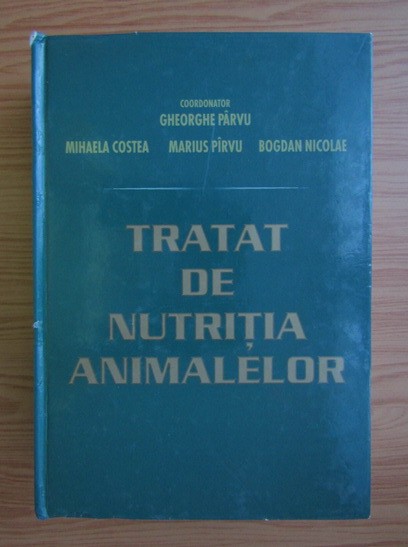 COORDONATOR
GHEORGHE PÂRVU
MIHAELA COSTEA MARIUS PÎRVU BOGDAN NICOLAE
TRATAT
DE
NUTRIȚIA
ANIMALELOR